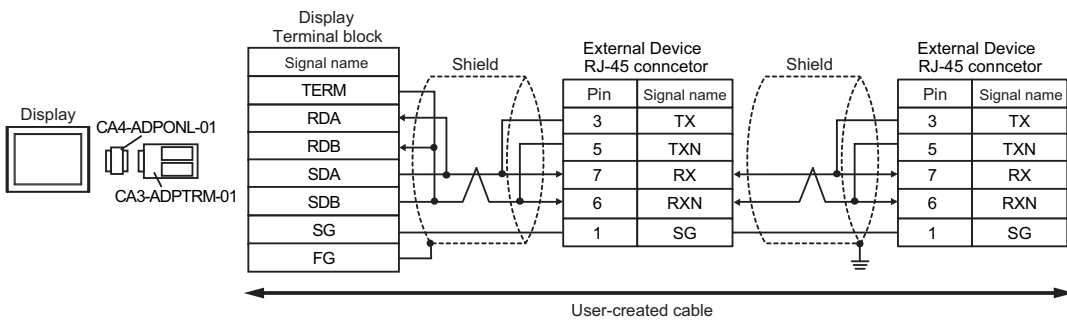 Display
Terminal block
Signal name
TERM
RDA
RDB
SDA
SDB
SG
FG
Shield
External Device
RJ-45 conncetor
Pin Signal name
3 TX
5 TXN
7 RX
6 RXN
1 SG
Shield
External Device
RJ-45 conncetor
Pin Signal name
3 TX
5 TXN
7 RX
6 RXN
1 SG
Display
CA4-ADPONL-01
CA3-ADPTRM-01
User-created cable